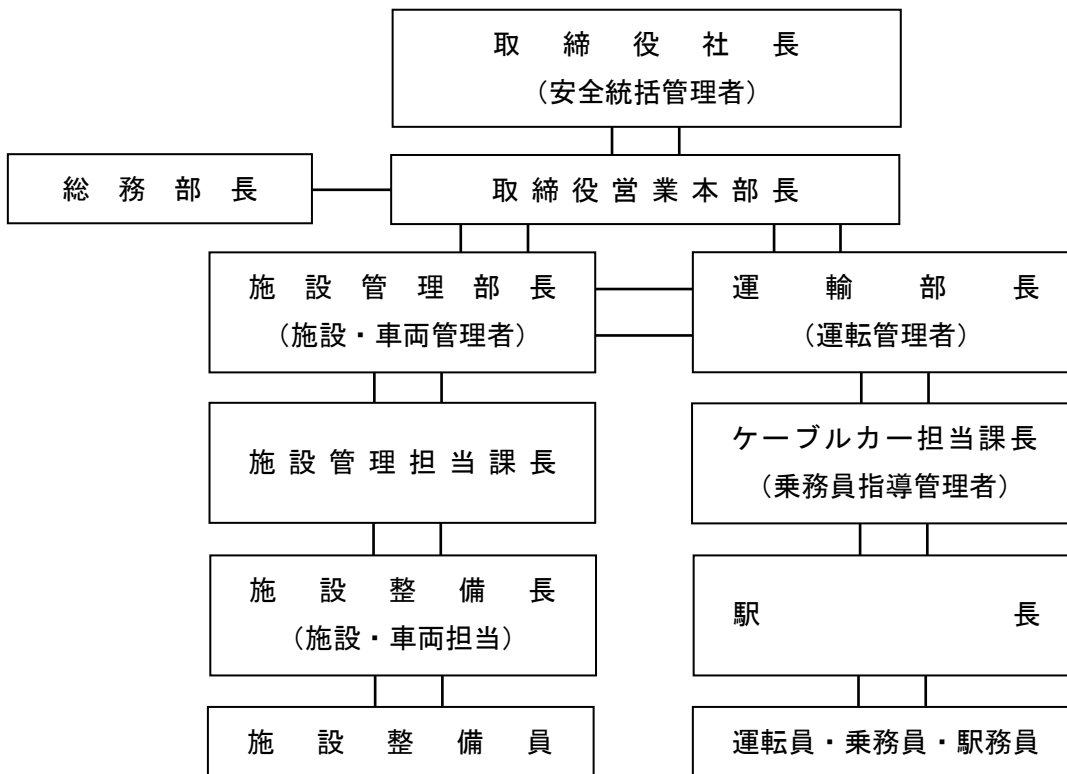 取締役社長
（安全統括管理者）
総務部長
取締役営業本部長
施設管理部長
（施設・車両管理者）
運輸部長
（運転管理者）
施設管理担当課長
ケーブルカー担当課長
（乗務員指導管理者）
施設整備長
（施設・車両担当）
駅長
施設整備員
運転員・乗務員・駅務員